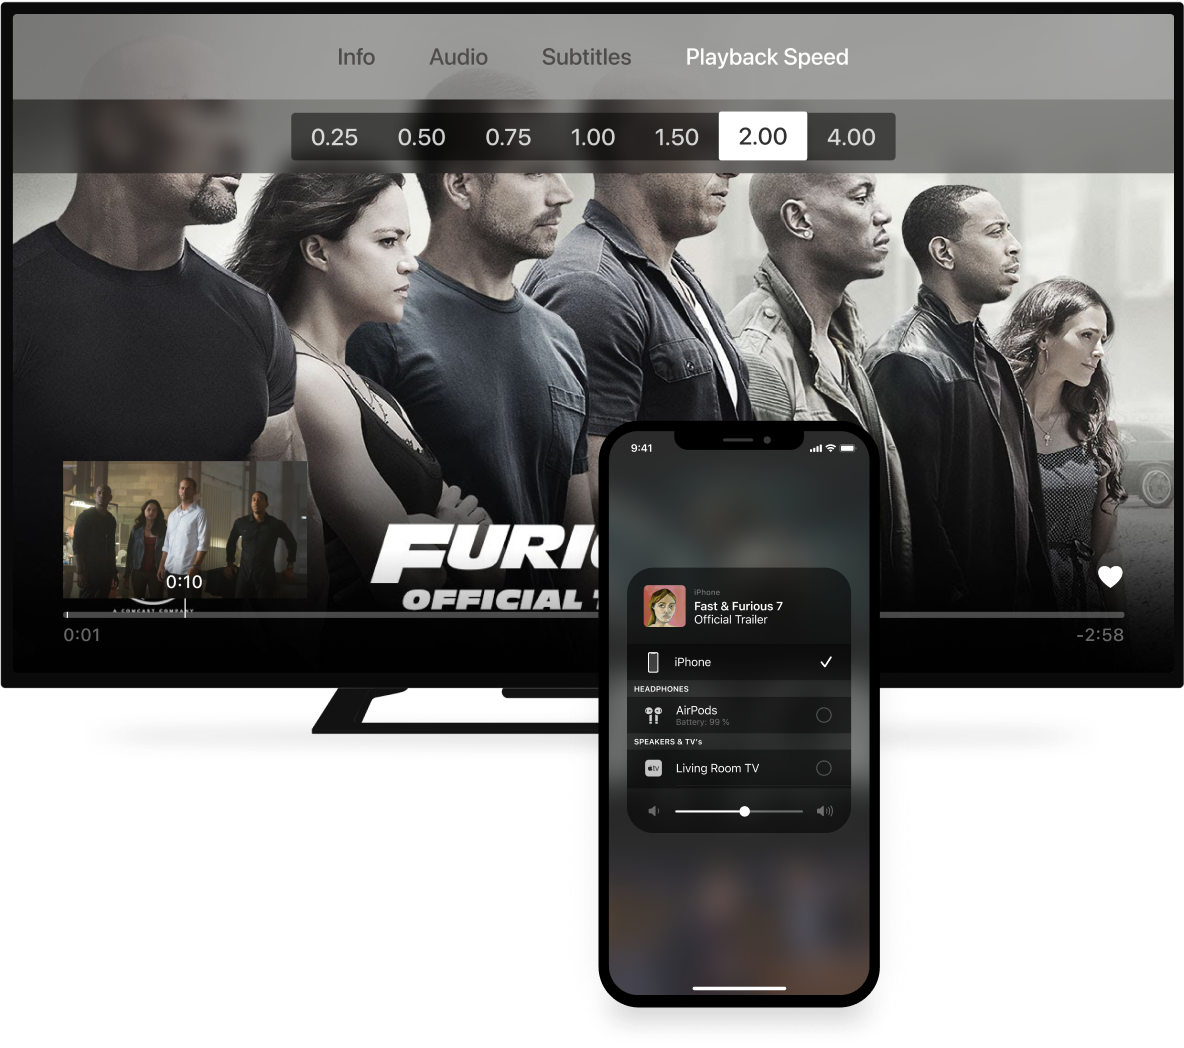 Info Audio Subtitles Playback Speed
0.25 0.50 0.75 1.00 1.50 2.00 4.00
FURI
OFFICIAL
0:10
A COMCAST COMPANY
0:01
-2:58
9:41
iPhone
Fast & Furious 7
Official Trailer
iPhone
HEADPHONES
AirPods
Battery: 99 %
SPEAKERS & TV's
tv
Living Room TV